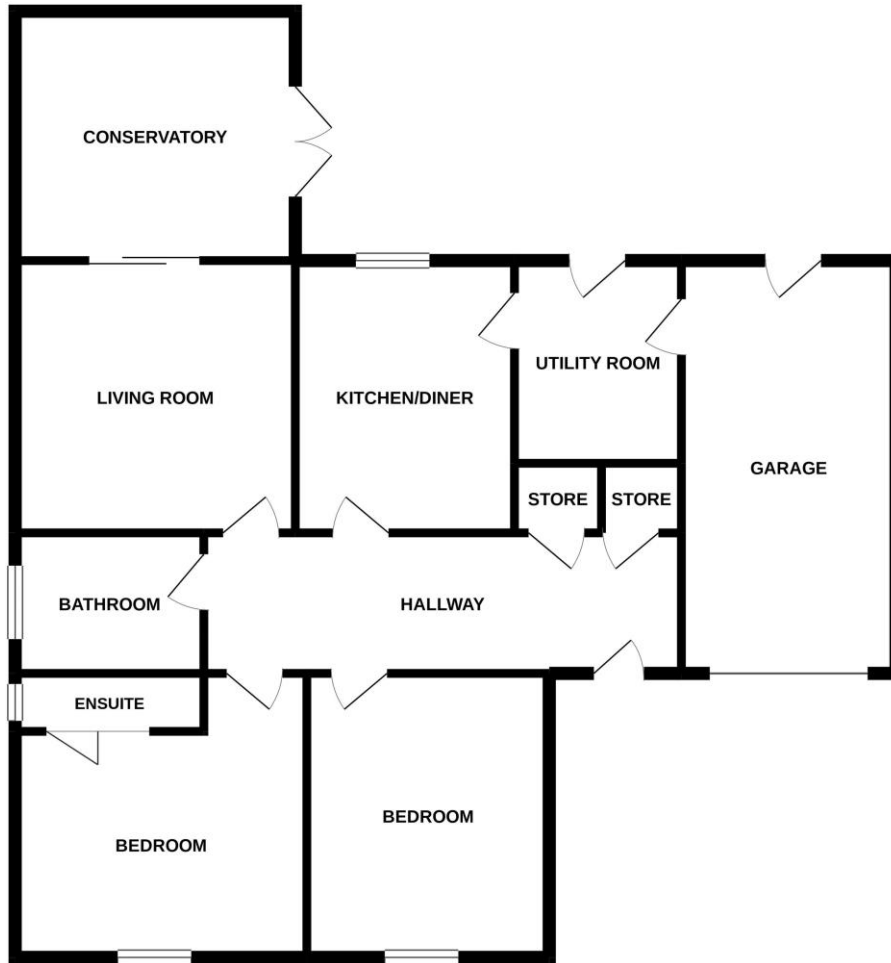 CONSERVATORY
LIVING ROOM
KITCHEN/DINER
UTILITY ROOM
GARAGE
STORE
STORE
BATHROOM
HALLWAY
ENSUITE
BEDROOM
BEDROOM